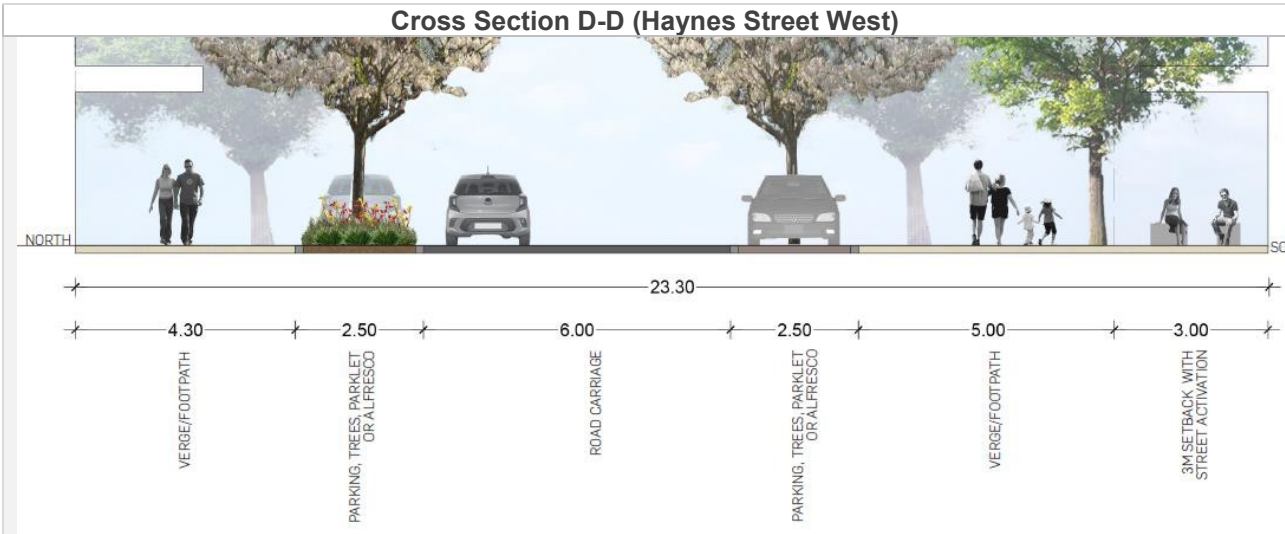 Cross Section D-D (Haynes Street West)
NORTH
SO
23.30
4.30
2.50
6.00
2.50
5.00
3.00
VERGE/FOOTPATH
PARKING, TREES, PARKLET
OR ALFRESCO
ROAD CARRIAGE
PARKING, TREES, PARKLET
OR ALFRESCO
VERGE/FOOTPATH
3M SETBACK WITH
STREET ACTIVATION